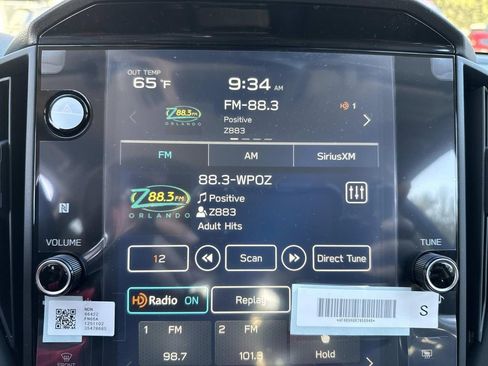 OUT TEMP
65°F
9:34 AM
Z88.3FM
ORLANDO
FM-88.3
HD 1
Positive
Z883
FM
AM
SiriusXM
Z88.3FM
ORLANDO
88.3-WPOZ
Positive
Z883
Adult Hits
VOLUME
TUNE
12
Scan
Direct Tune
HD Radio ON
Replay
S
1 FM
98.7
2 FM
101.3
Hold
FRONT